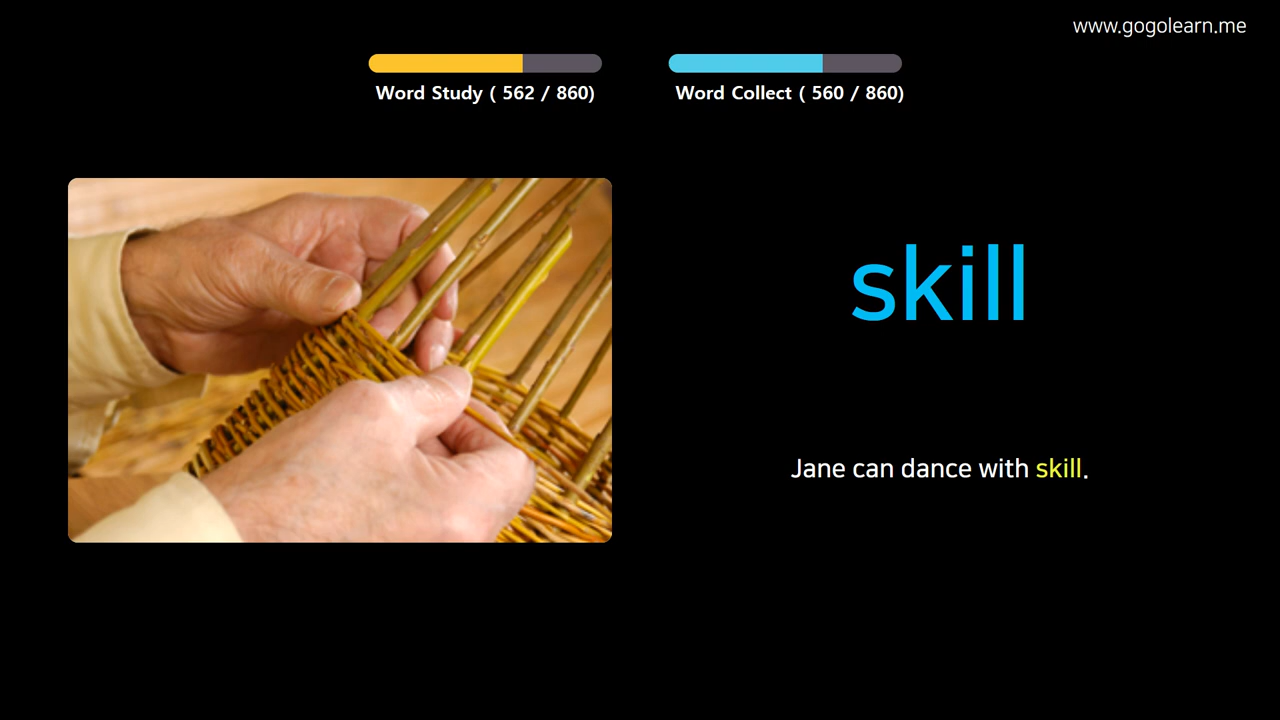 www.gogolearn.me
Word Study ( 562 / 860)
Word Collect ( 560 / 860)
skill
Jane can dance with skill.